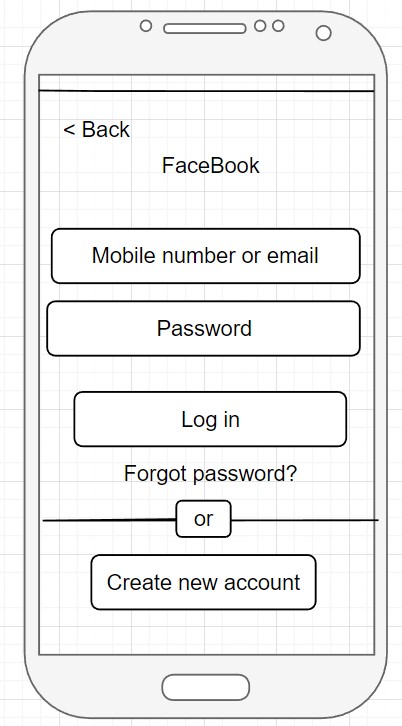 < Back
FaceBook
Mobile number or email
Password
Log in
Forgot password?
or
Create new account